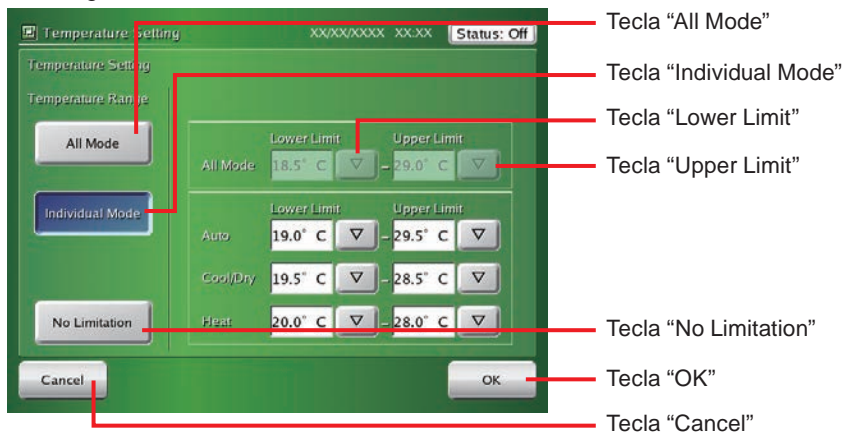 Temperature Setting XX/XX/XXXX XX.XX Status: Off
Temperature Setting
Temperature Range
All Mode
Individual Mode
No Limitation
Lower Limit Upper Limit
All Mode 18.5° C – 29.0° C
Lower Limit Upper Limit
Auto 19.0° C – 29.5° C
Cool/Dry 19.5° C – 28.5° C
Heat 20.0° C – 28.0° C
Cancel OK
Tecla “All Mode”
Tecla “Individual Mode”
Tecla “Lower Limit”
Tecla “Upper Limit”
Tecla “No Limitation”
Tecla “OK”
Tecla “Cancel”